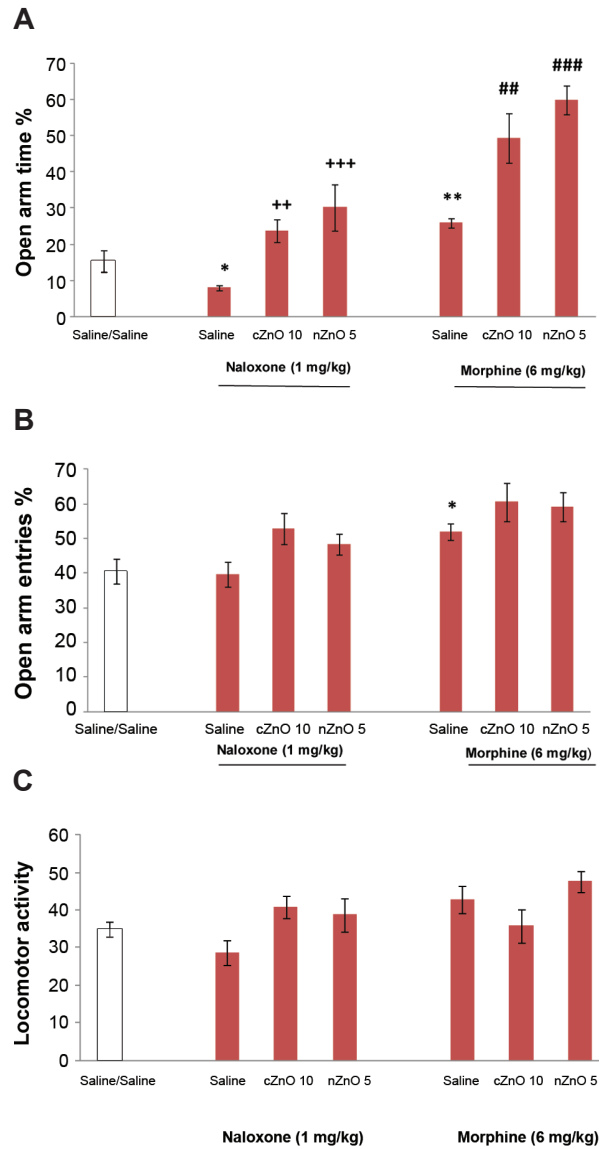 A
Open arm time %
70
60
50
40
30
20
10
0
*
++
+++
**
##
###
Saline/Saline Saline cZnO 10 nZnO 5 Saline cZnO 10 nZnO 5
Naloxone (1 mg/kg) Morphine (6 mg/kg)
B
Open arm entries %
70
60
50
40
30
20
10
0
*
Saline/Saline Saline cZnO 10 nZnO 5 Saline cZnO 10 nZnO 5
Naloxone (1 mg/kg) Morphine (6 mg/kg)
C
Locomotor activity
60
50
40
30
20
10
0
Saline/Saline Saline cZnO 10 nZnO 5 Saline cZnO 10 nZnO 5
Naloxone (1 mg/kg) Morphine (6 mg/kg)